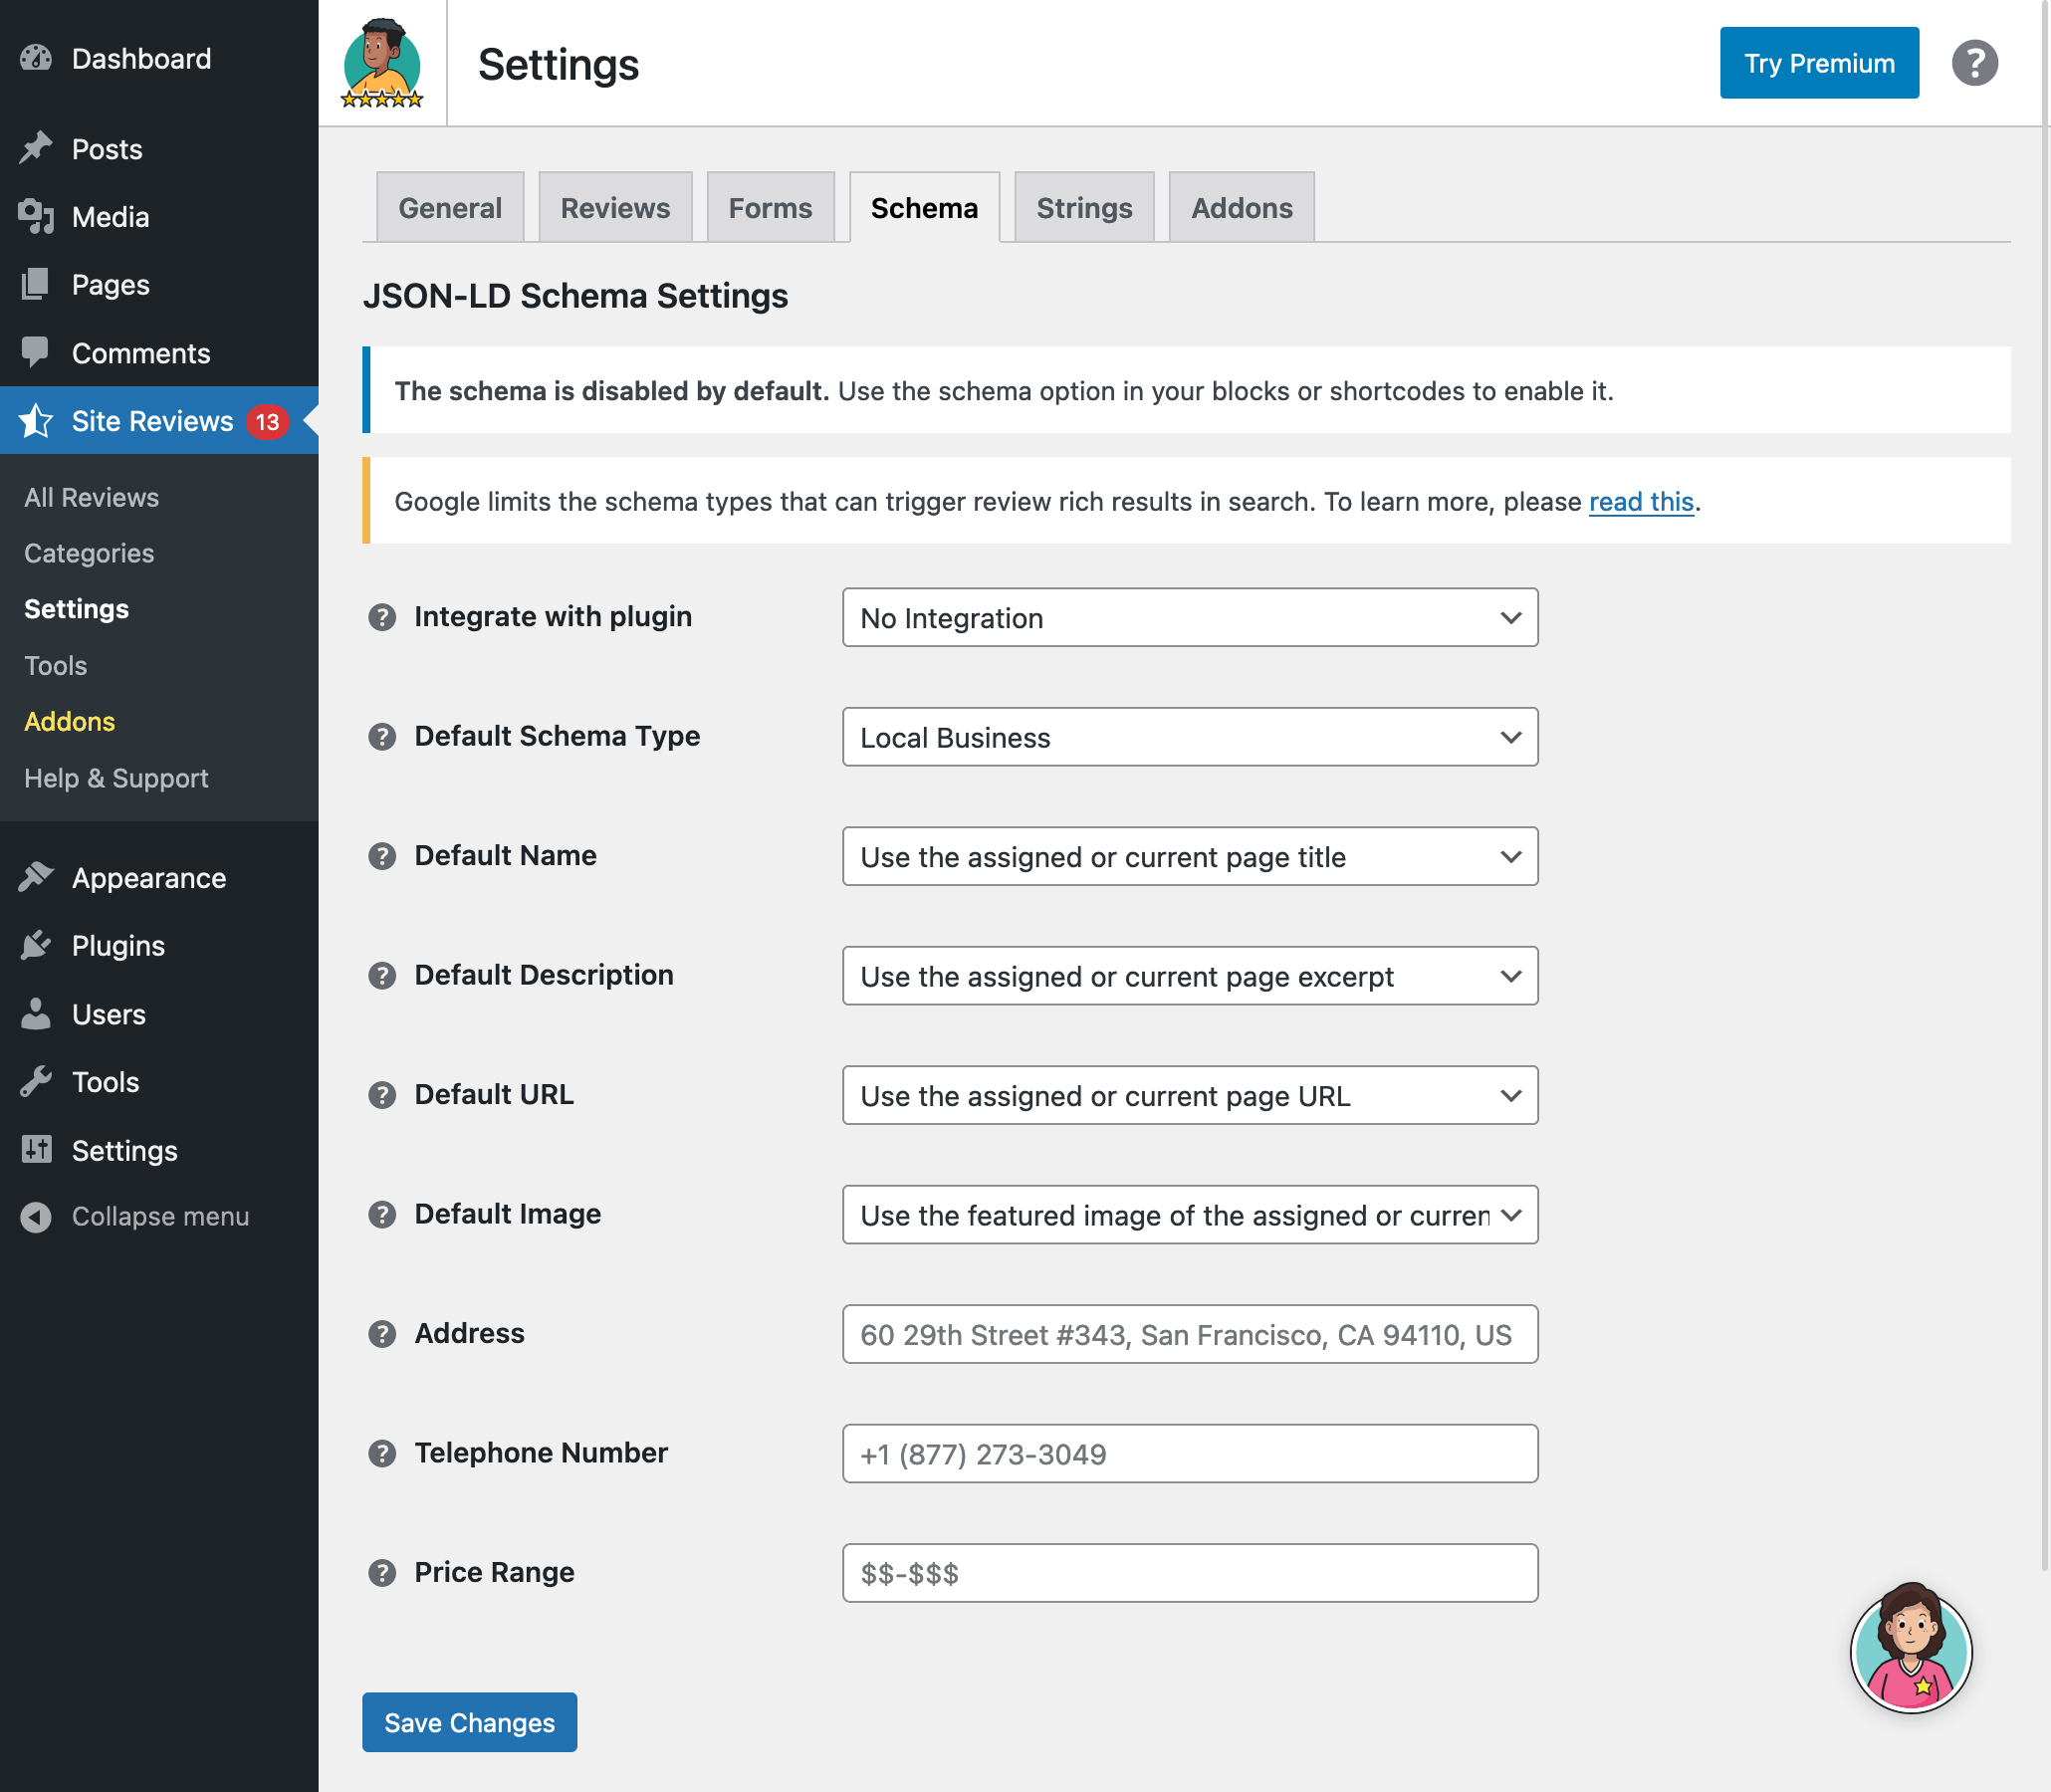 Dashboard
Posts
Media
Pages
Comments
Site Reviews 13
All Reviews
Categories
Settings
Tools
Addons
Help & Support
Appearance
Plugins
Users
Tools
Settings
Collapse menu
Settings
Try Premium
?
General
Reviews
Forms
Schema
Strings
Addons
JSON-LD Schema Settings
The schema is disabled by default. Use the schema option in your blocks or shortcodes to enable it.
Google limits the schema types that can trigger review rich results in search. To learn more, please read this.
? Integrate with plugin
No Integration
? Default Schema Type
Local Business
? Default Name
Use the assigned or current page title
? Default Description
Use the assigned or current page excerpt
? Default URL
Use the assigned or current page URL
? Default Image
Use the featured image of the assigned or curren
? Address
60 29th Street #343, San Francisco, CA 94110, US
? Telephone Number
+1 (877) 273-3049
? Price Range
$$-$$$
Save Changes